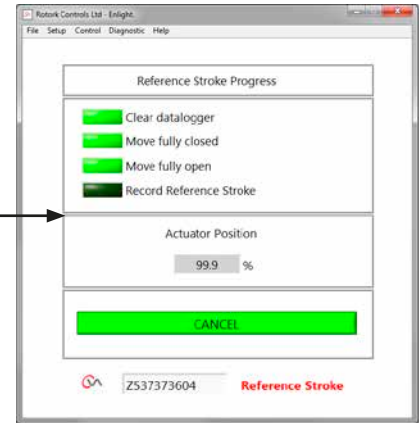 Rotork Controls Ltd - Enlight.
File Setup Control Diagnostic Help
Reference Stroke Progress
Clear datalogger
Move fully closed
Move fully open
Record Reference Stroke
Actuator Position
99.9 %
CANCEL
Z537373604 Reference Stroke